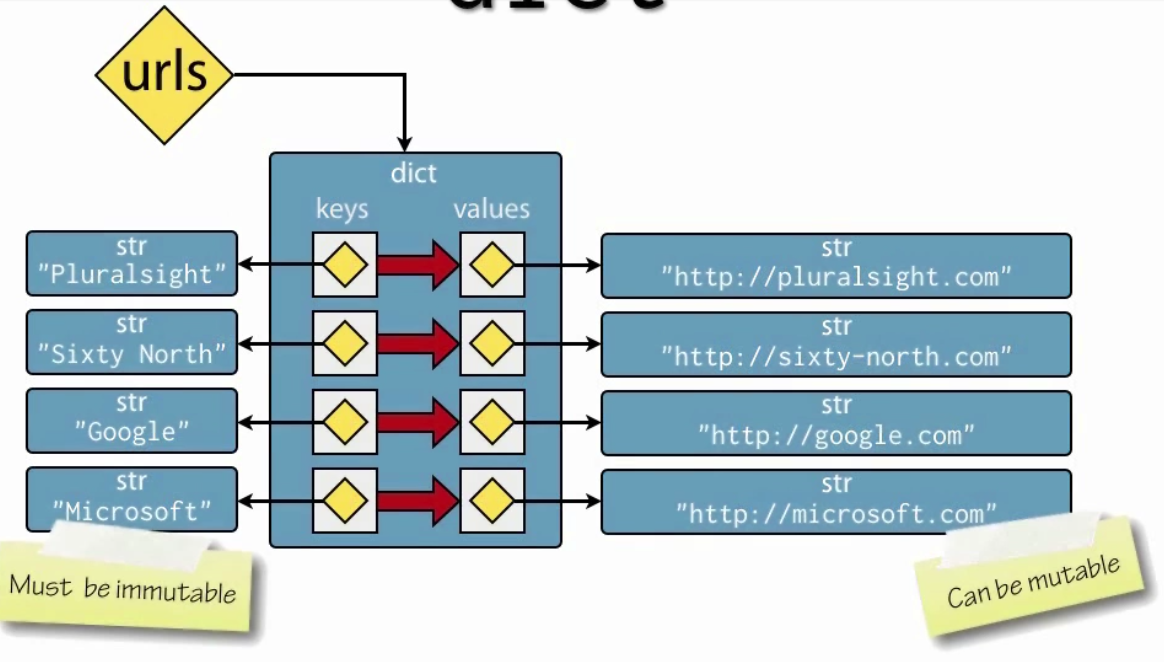 dict
urls
dict
keys values
str
"Pluralsight"
str
"http://pluralsight.com"
str
"Sixty North"
str
"http://sixty-north.com"
str
"Google"
str
"http://google.com"
str
"Microsoft"
str
"http://microsoft.com"
Must be immutable
Can be mutable